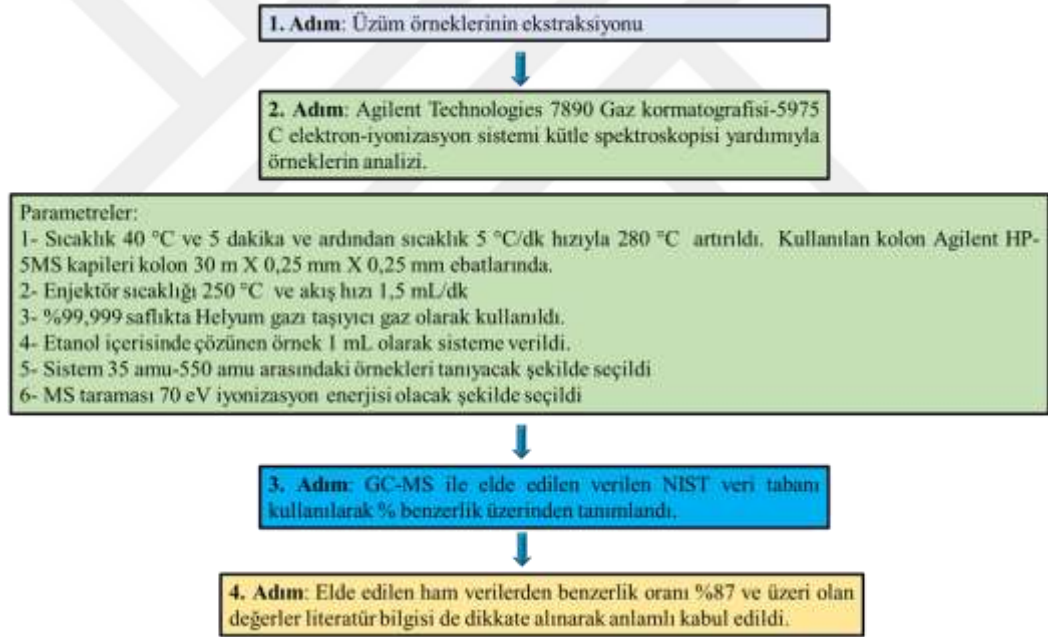 1. Adım: Üzüm örneklerinin ekstraksiyonu
2. Adım: Agilent Technologies 7890 Gaz kormatografisi-5975
C elektron-iyonizasyon sistemi kütle spektroskopisi yardımıyla
örneklerin analizi.
Parametreler:
1- Sıcaklık 40 °C ve 5 dakika ve ardından sıcaklık 5 °C/dk hızıyla 280 °C artırıldı. Kullanılan kolon Agilent HP-
5MS kapileri kolon 30 m X 0,25 mm X 0,25 mm ebatlarında.
2- Enjektör sıcaklığı 250 °C ve akış hızı 1,5 mL/dk
3- %99,999 saflıkta Helyum gazı taşıyıcı gaz olarak kullanıldı.
4- Etanol içerisinde çözünen örnek 1 mL olarak sisteme verildi.
5- Sistem 35 amu-550 amu arasındaki örnekleri tanıyacak şekilde seçildi
6- MS taraması 70 eV iyonizasyon enerjisi olacak şekilde seçildi
3. Adım: GC-MS ile elde edilen verilen NIST veri tabanı
kullanılarak % benzerlik üzerinden tanımlandı.
4. Adım: Elde edilen ham verilerden benzerlik oranı %87 ve üzeri olan
değerler literatür bilgisi de dikkate alınarak anlamlı kabul edildi.